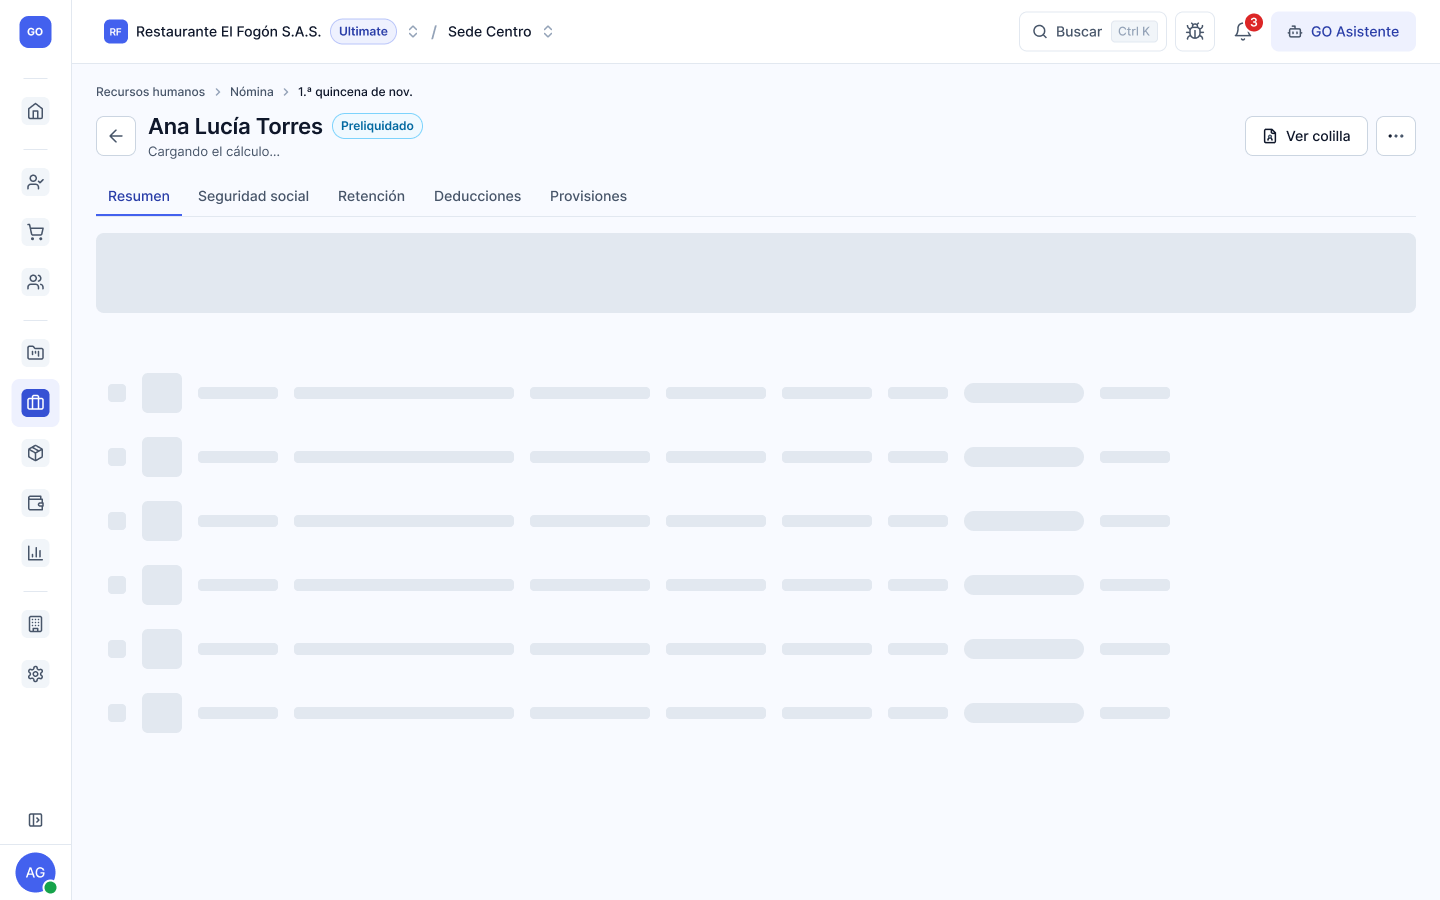 GO
RF Restaurante El Fogón S.A.S. Ultimate / Sede Centro
Buscar Ctrl K
3
GO Asistente
Recursos humanos > Nómina > 1.ª quincena de nov.
Ana Lucía Torres Preliquidado
Cargando el cálculo...
Ver colilla
Resumen Seguridad social Retención Deducciones Provisiones
AG